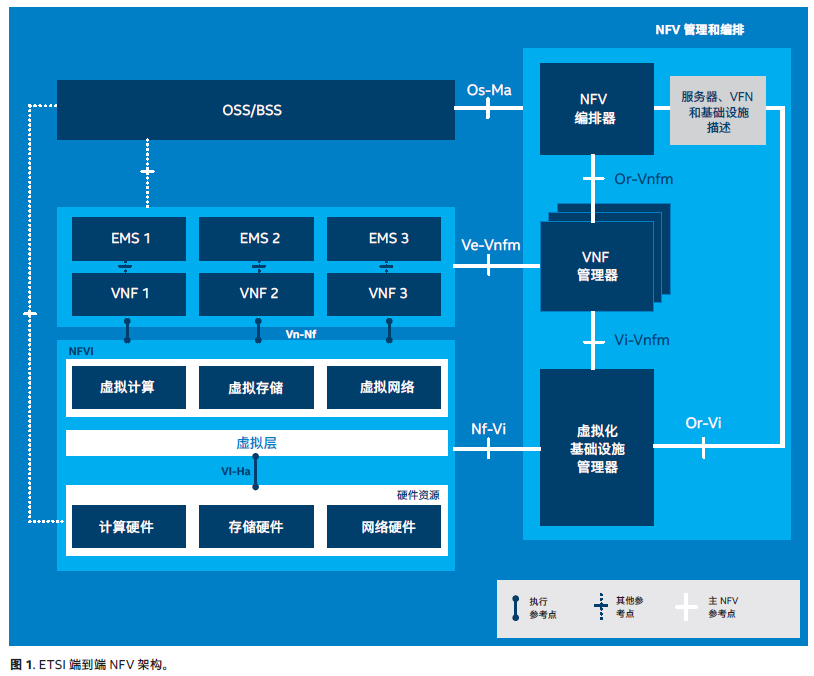 NFV 管理和编排
OSS/BSS
Os-Ma
NFV
编排器
服务器、VFN
和基础设施
描述
Or-Vnfm
EMS 1
EMS 2
EMS 3
VNF 1
VNF 2
VNF 3
Ve-Vnfm
VNF
管理器
Vn-Nf
Vi-Vnfm
NFVI
虚拟计算
虚拟存储
虚拟网络
虚拟层
Nf-Vi
虚拟化
基础设施
管理器
Or-Vi
VI-Ha
硬件资源
计算硬件
存储硬件
网络硬件
执行
参考点
其他参
考点
主 NFV
参考点
图 1. ETSI 端到端 NFV 架构。